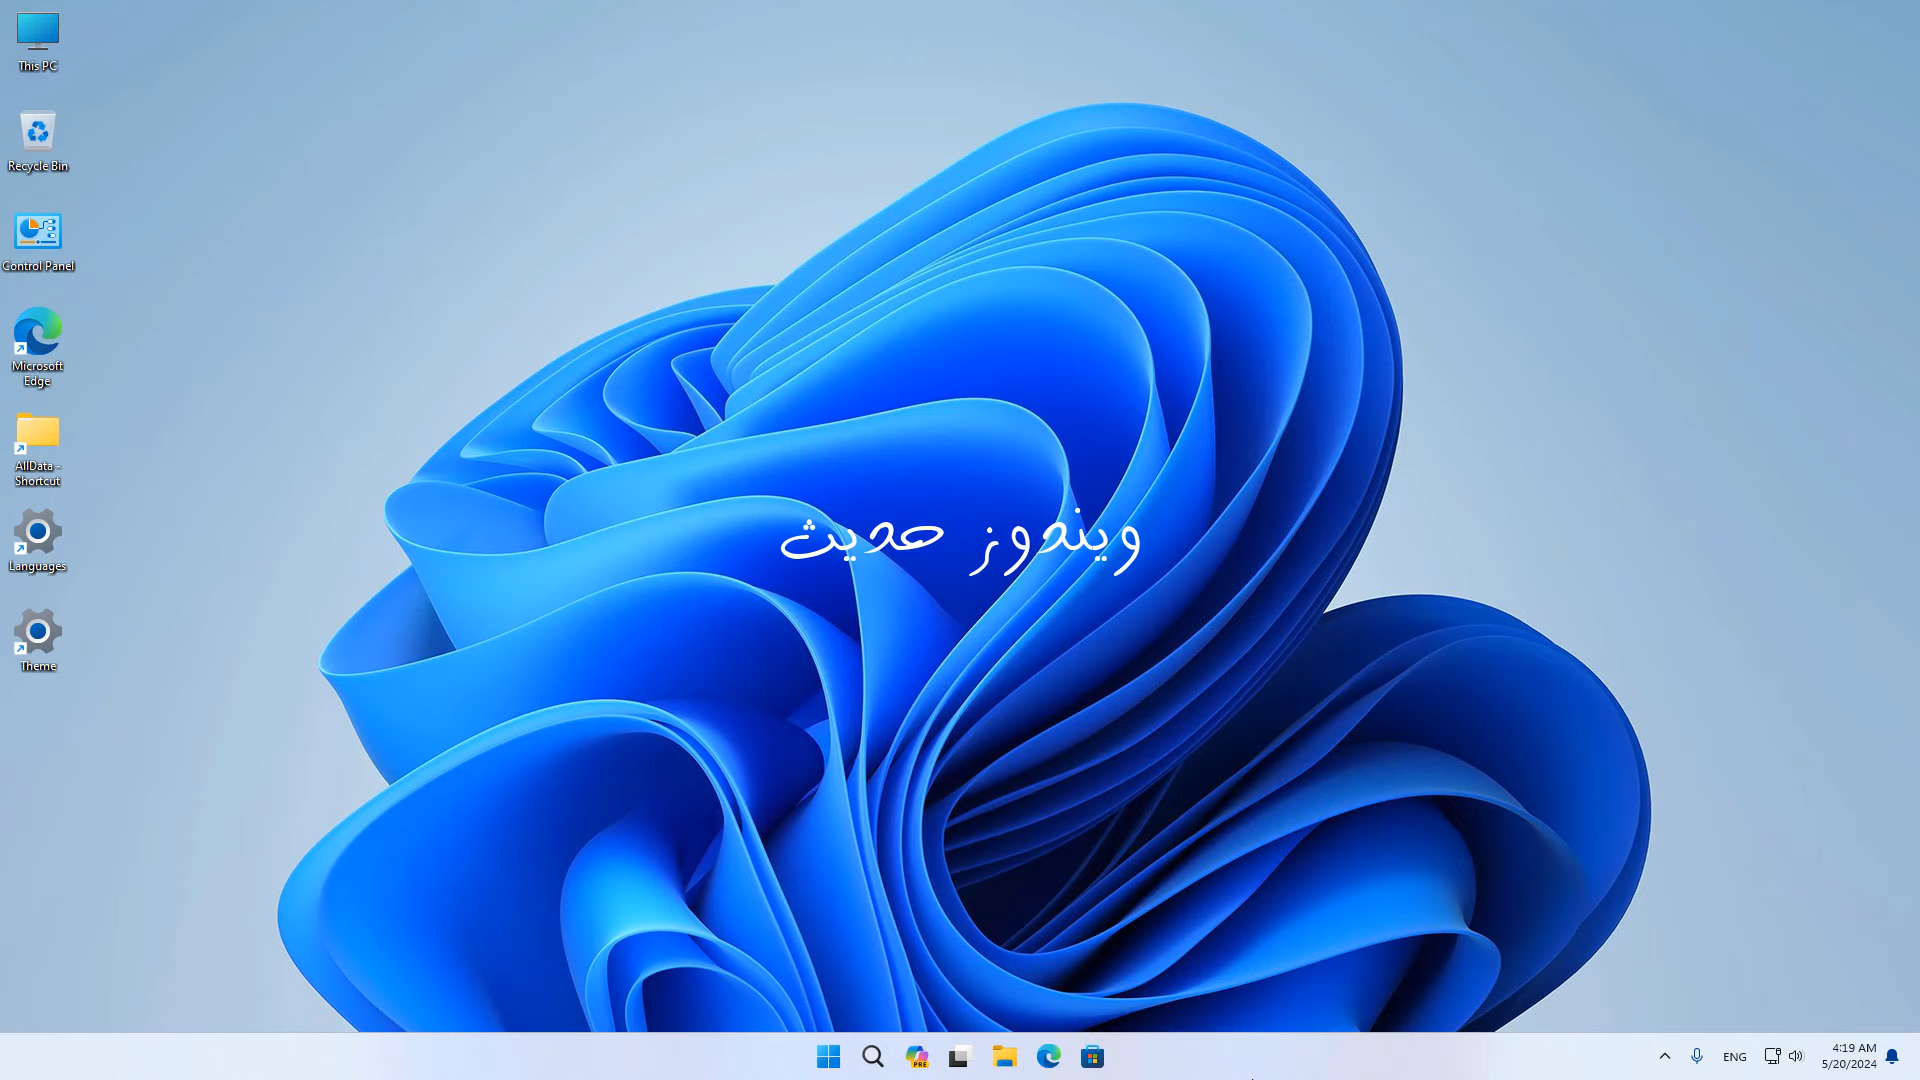 This PC
Recycle Bin
Control Panel
Microsoft
Edge
AllData -
Shortcut
Languages
Theme
ويندوز حديث
PRE
ENG
4:19 AM
5/20/2024